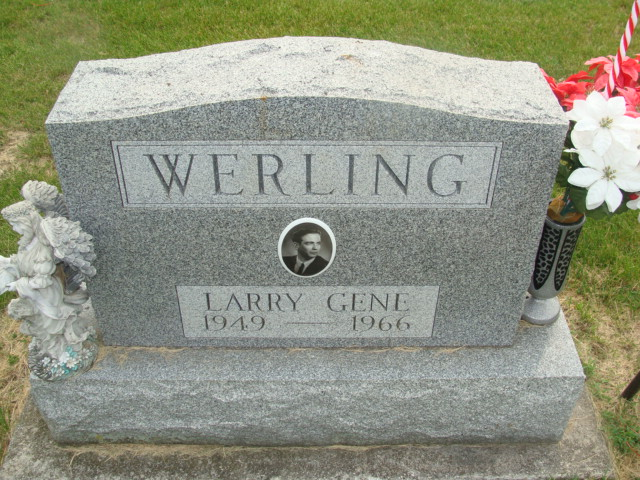 WERLING
LARRY GENE
1949 — 1966